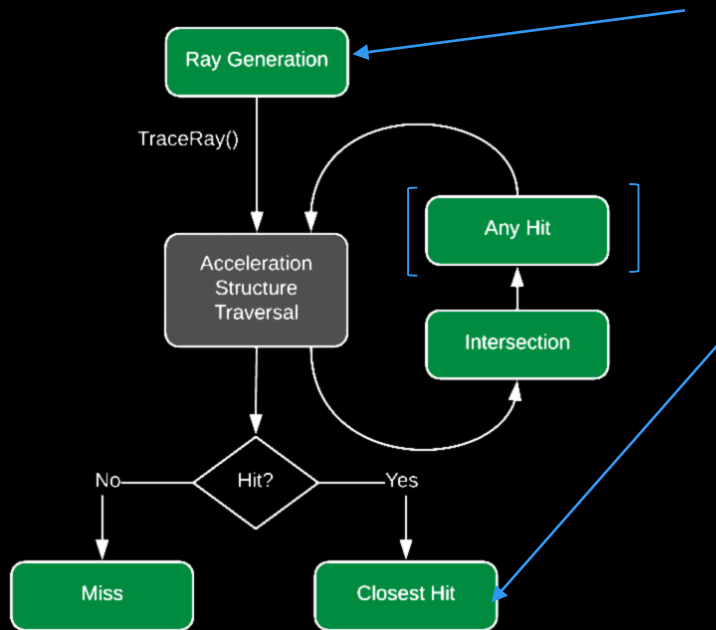 Ray Generation
TraceRay()
Any Hit
Acceleration
Structure
Traversal
Intersection
No
Hit?
Yes
Miss
Closest Hit